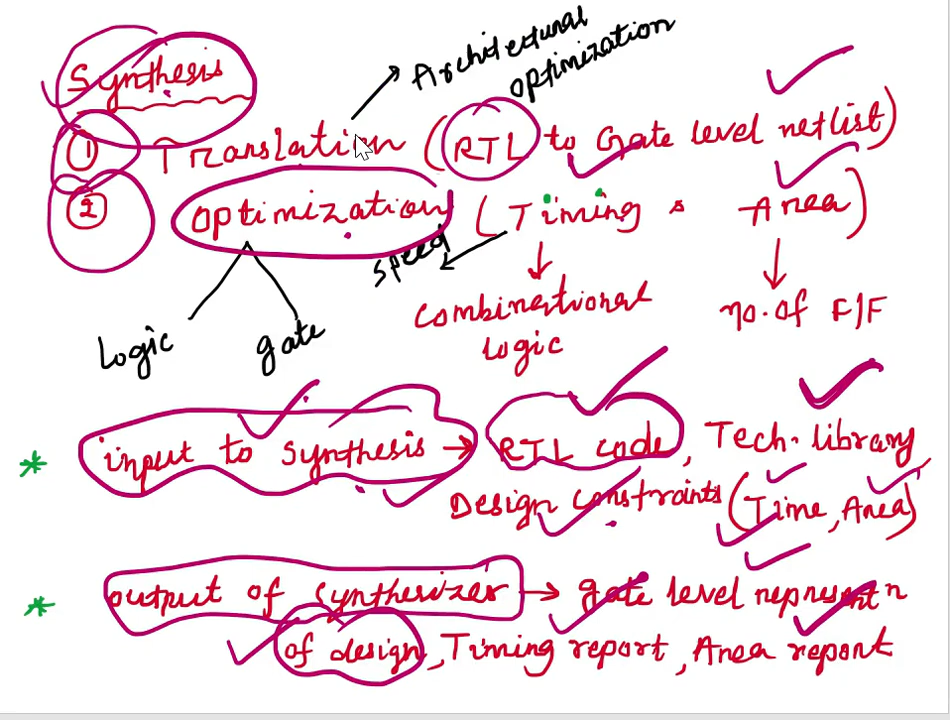 Synthesis
Architectural
optimization
① Translation (RTL to Gate level netlist)
② optimization (Timing & Area)
speed
logic gate
combinational
logic
no. of F/F
* input to synthesis → RTL code, Tech. library
Design constraints (Time, Area)
* output of synthesizer → gate level represent n
of design, Timing report, Area report